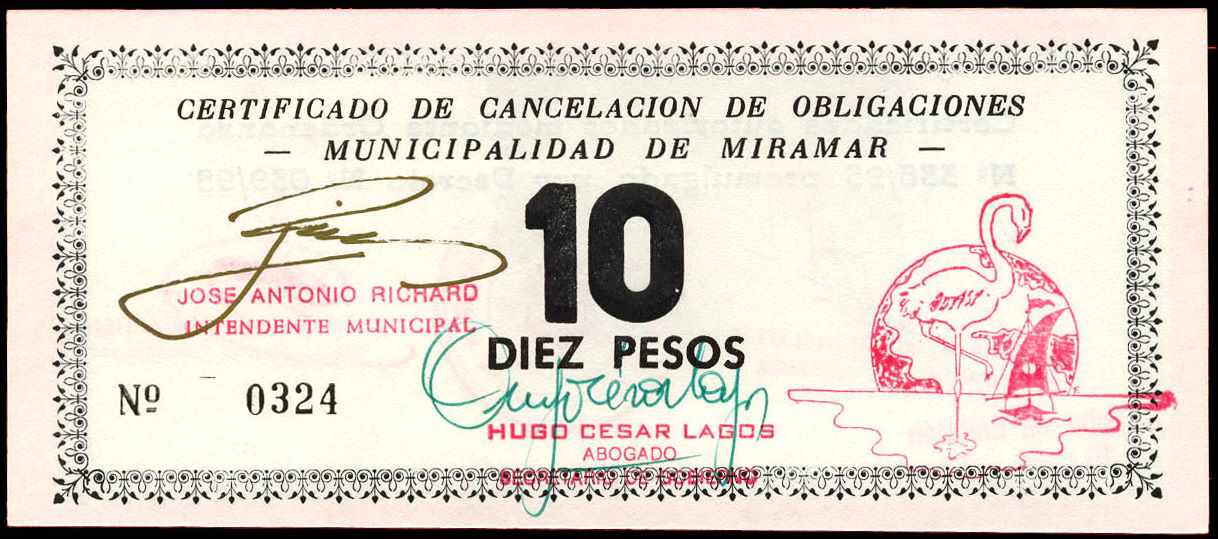 CERTIFICADO DE CANCELACION DE OBLIGACIONES
— MUNICIPALIDAD DE MIRAMAR —
10
JOSE ANTONIO RICHARD
INTENDENTE MUNICIPAL
DIEZ PESOS
Nº 0324
HUGO CESAR LAGOS
ABOGADO
SECRETARIO DE GOBIERNO